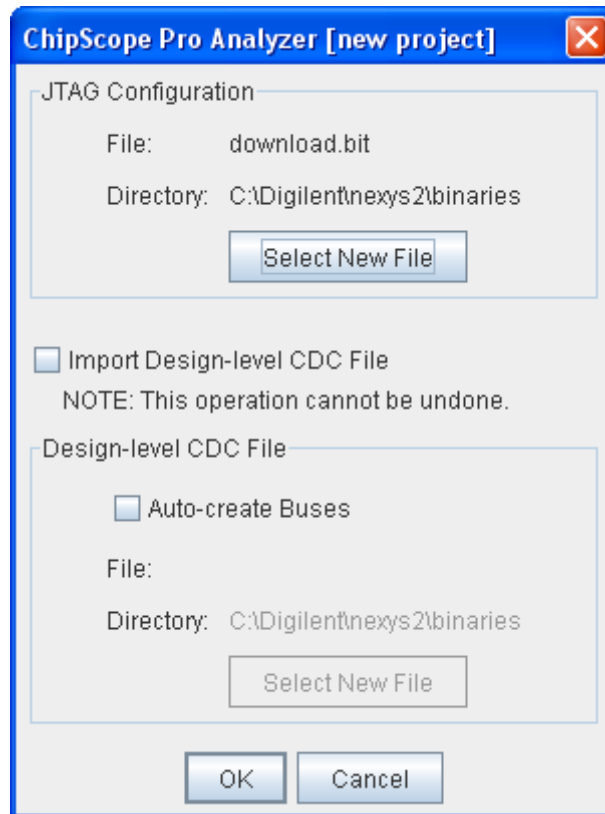 ChipScope Pro Analyzer [new project]
JTAG Configuration
File: download.bit
Directory: C:\Digilent\nexys2\binaries
Select New File
Import Design-level CDC File
NOTE: This operation cannot be undone.
Design-level CDC File
Auto-create Buses
File:
Directory: C:\Digilent\nexys2\binaries
Select New File
OK Cancel